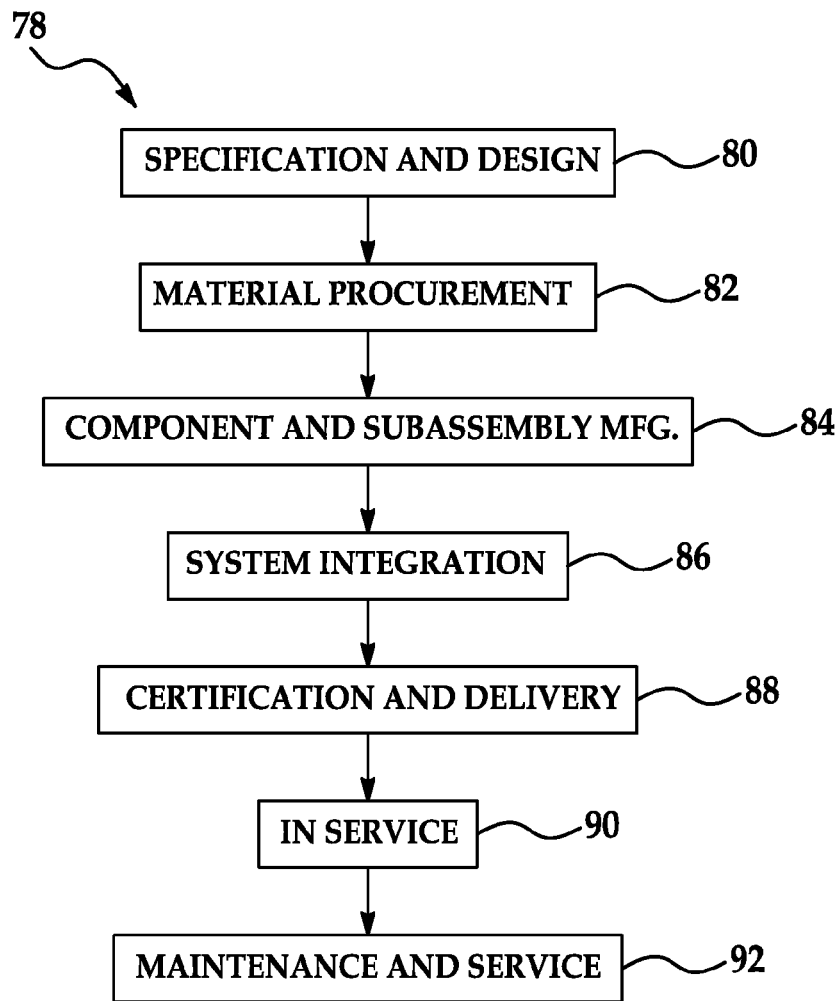 78
SPECIFICATION AND DESIGN
80
MATERIAL PROCUREMENT
82
COMPONENT AND SUBASSEMBLY MFG.
84
SYSTEM INTEGRATION
86
CERTIFICATION AND DELIVERY
88
IN SERVICE
90
MAINTENANCE AND SERVICE
92